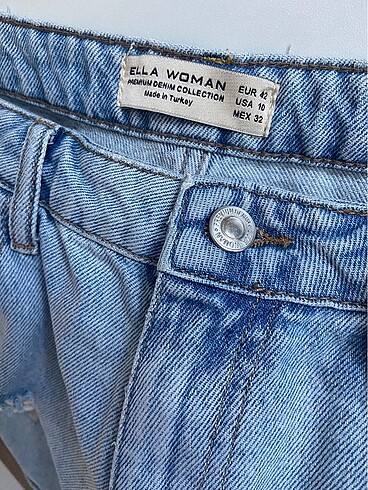 ELLA WOMAN
PREMIUM DENIM COLLECTION
Made in Turkey
EUR 42
USA 10
MEX 32